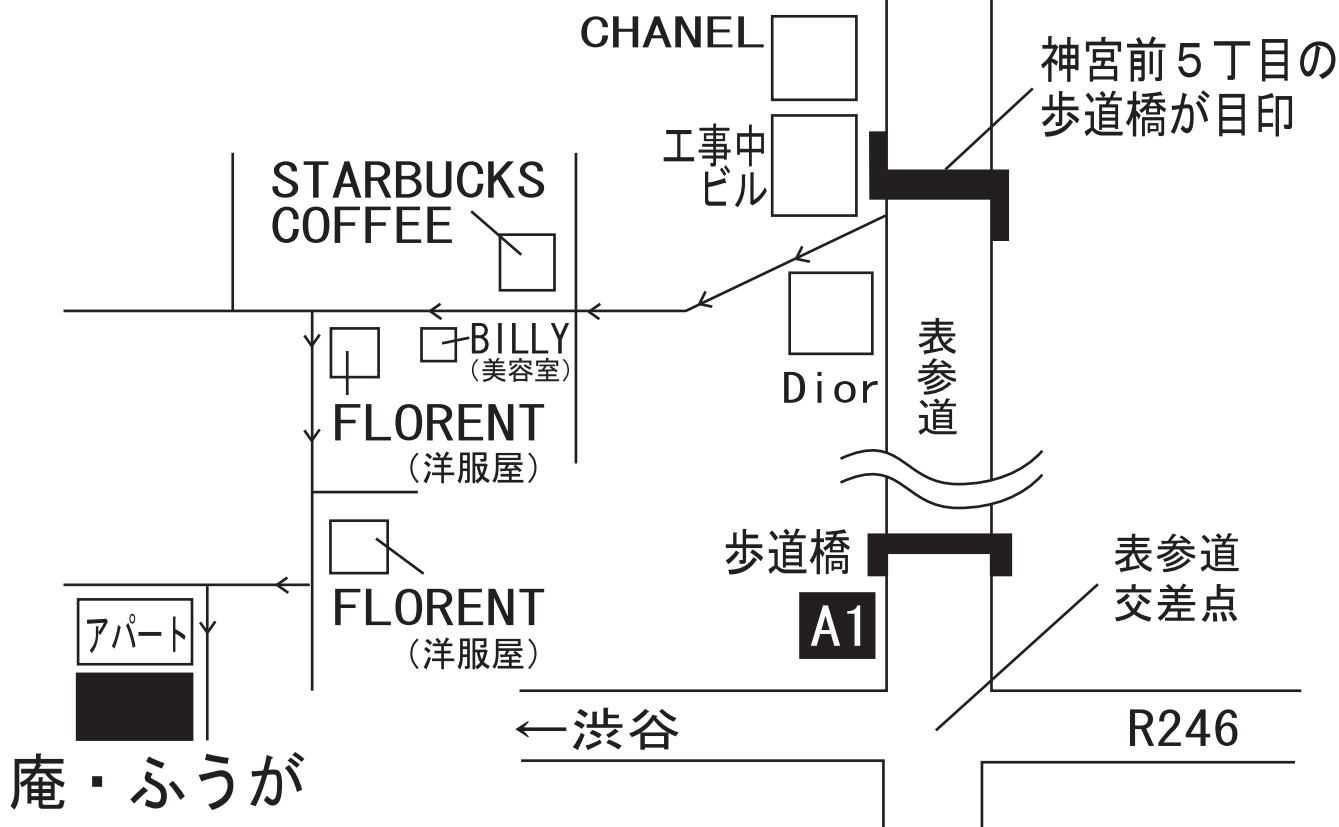 CHANEL
神宮前５丁目の
歩道橋が目印
工事中
ビル
STARBUCKS
COFFEE
BILLY
（美容室）
Dior
表参道
FLORENT
（洋服屋）
歩道橋
A1
表参道
交差点
FLORENT
（洋服屋）
アパート
←渋谷
R246
庵・ふうが